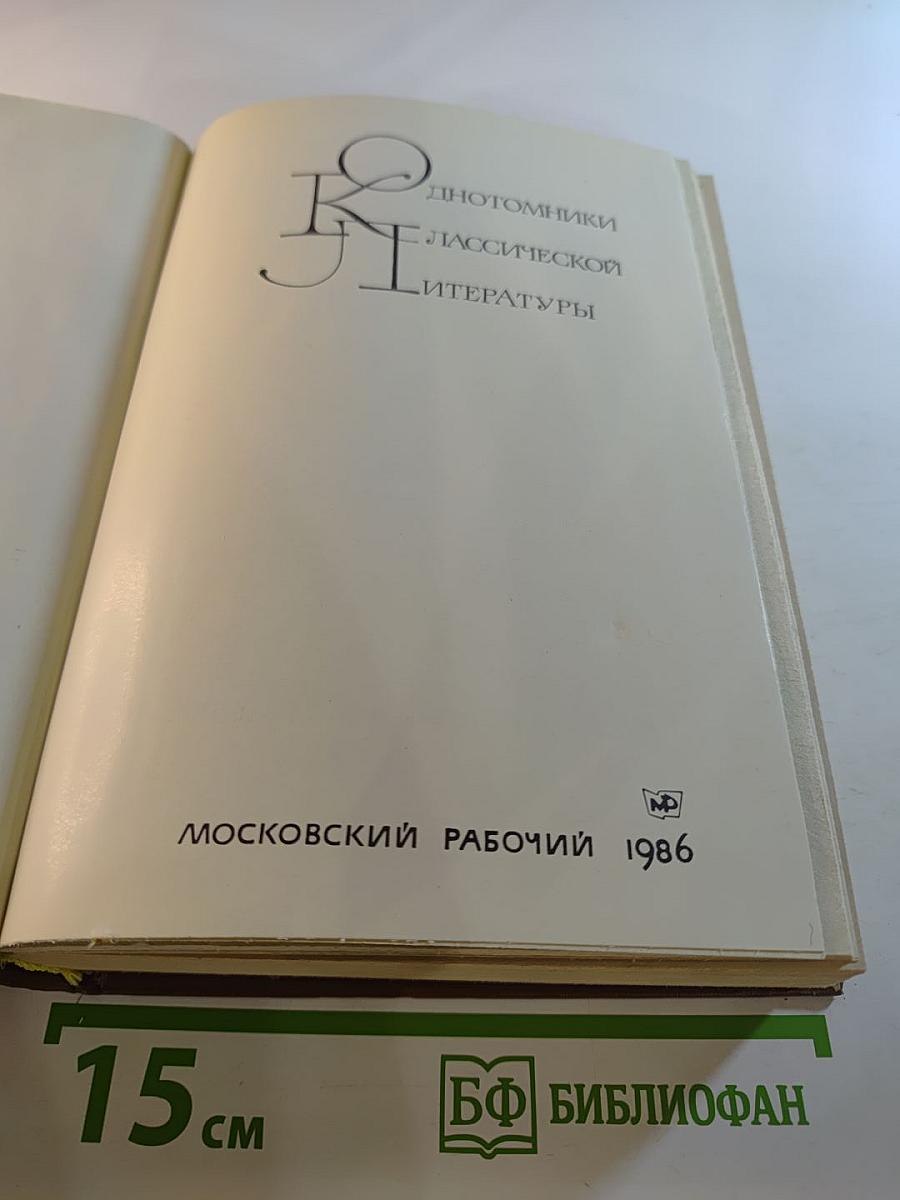 ОДНОТОМНИКИ
КЛАССИЧЕСКОЙ
ЛИТЕРАТУРЫ
МР
МОСКОВСКИЙ РАБОЧИЙ 1986
15 см
БФ БИБЛИОФАН